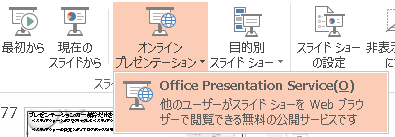 最初から
現在の
スライドから
オンライン
プレゼンテーション
目的別
スライド ショー
スライド ショー
の設定
非表示
スラ
77
Office Presentation Service(O)
他のユーザーがスライド ショーを Web ブラウ
ザーで閲覧できる無料の公開サービスです